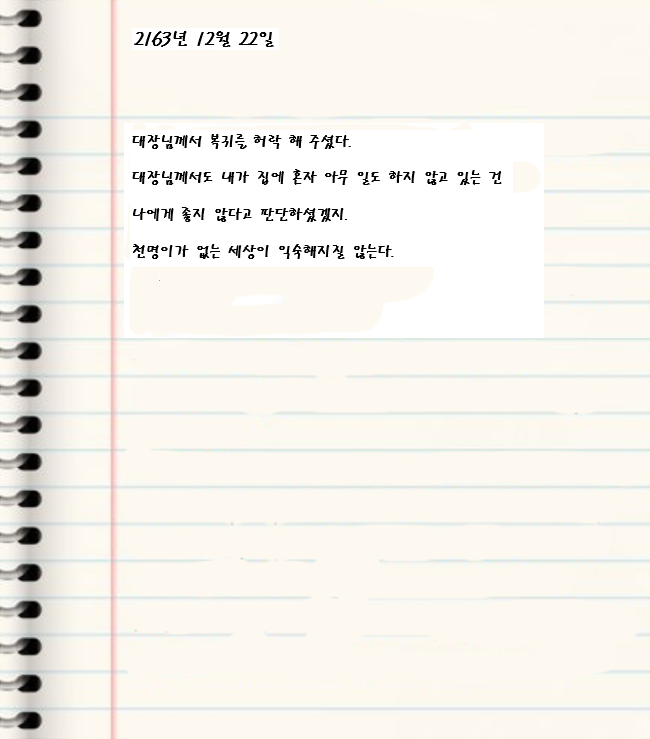 2163년 12월 22일
대장님께서 복귀를 허락 해 주셨다.
대장님께서도 내가 집에 혼자 아무 일도 하지 않고 있는 건
나에게 좋지 않다고 판단하셨겠지.
천명이가 없는 세상이 익숙해지질 않는다.